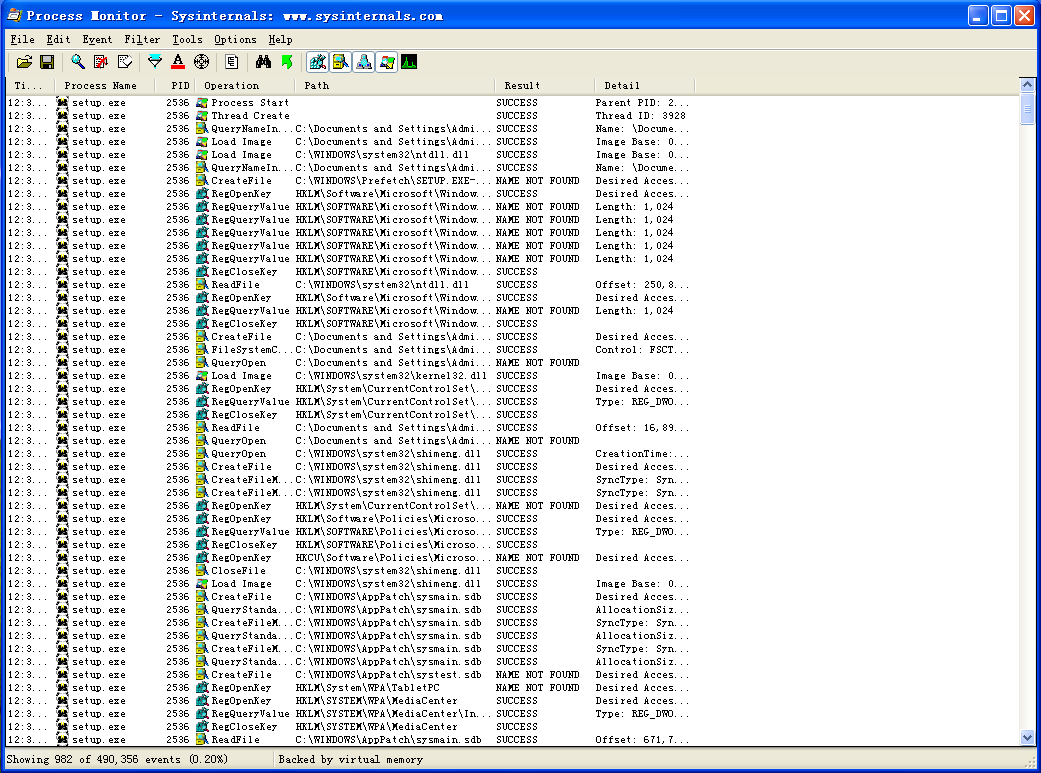 Process Monitor - Sysinternals: www.sysinternals.com
File Edit Event Filter Tools Options Help
Ti... Process Name PID Operation Path Result Detail
12:3... setup.exe 2536 Process Start SUCCESS Parent PID: 2...
12:3... setup.exe 2536 Thread Create SUCCESS Thread ID: 3928
12:3... setup.exe 2536 QueryNameIn... C:\Documents and Settings\Admi... SUCCESS Name: \Docume...
12:3... setup.exe 2536 Load Image C:\Documents and Settings\Admi... SUCCESS Image Base: 0...
12:3... setup.exe 2536 Load Image C:\WINDOWS\system32\ntdll.dll SUCCESS Image Base: 0...
12:3... setup.exe 2536 QueryNameIn... C:\Documents and Settings\Admi... SUCCESS Name: \Docume...
12:3... setup.exe 2536 CreateFile C:\WINDOWS\Prefetch\SETUP.EXE-... NAME NOT FOUND Desired Acces...
12:3... setup.exe 2536 RegOpenKey HKLM\Software\Microsoft\Window... SUCCESS Desired Acces...
12:3... setup.exe 2536 RegQueryValue HKLM\SOFTWARE\Microsoft\Window... NAME NOT FOUND Length: 1,024
12:3... setup.exe 2536 RegQueryValue HKLM\SOFTWARE\Microsoft\Window... NAME NOT FOUND Length: 1,024
12:3... setup.exe 2536 RegQueryValue HKLM\SOFTWARE\Microsoft\Window... NAME NOT FOUND Length: 1,024
12:3... setup.exe 2536 RegQueryValue HKLM\SOFTWARE\Microsoft\Window... NAME NOT FOUND Length: 1,024
12:3... setup.exe 2536 RegQueryValue HKLM\SOFTWARE\Microsoft\Window... NAME NOT FOUND Length: 1,024
12:3... setup.exe 2536 RegCloseKey HKLM\SOFTWARE\Microsoft\Window... SUCCESS
12:3... setup.exe 2536 ReadFile C:\WINDOWS\system32\ntdll.dll SUCCESS Offset: 250,8...
12:3... setup.exe 2536 RegOpenKey HKLM\Software\Microsoft\Window... SUCCESS Desired Acces...
12:3... setup.exe 2536 RegQueryValue HKLM\SOFTWARE\Microsoft\Window... NAME NOT FOUND Length: 1,024
12:3... setup.exe 2536 RegCloseKey HKLM\SOFTWARE\Microsoft\Window... SUCCESS
12:3... setup.exe 2536 CreateFile C:\Documents and Settings\Admi... SUCCESS Desired Acces...
12:3... setup.exe 2536 FileSystemC... C:\Documents and Settings\Admi... SUCCESS Control: FSCT...
12:3... setup.exe 2536 QueryOpen C:\Documents and Settings\Admi... NAME NOT FOUND
12:3... setup.exe 2536 Load Image C:\WINDOWS\system32\kernel32.dll SUCCESS Image Base: 0...
12:3... setup.exe 2536 RegOpenKey HKLM\System\CurrentControlSet\... SUCCESS Desired Acces...
12:3... setup.exe 2536 RegQueryValue HKLM\System\CurrentControlSet\... SUCCESS Type: REG_DWO...
12:3... setup.exe 2536 RegCloseKey HKLM\System\CurrentControlSet\... SUCCESS
12:3... setup.exe 2536 ReadFile C:\Documents and Settings\Admi... SUCCESS Offset: 16,89...
12:3... setup.exe 2536 QueryOpen C:\Documents and Settings\Admi... NAME NOT FOUND
12:3... setup.exe 2536 QueryOpen C:\WINDOWS\system32\shimeng.dll SUCCESS CreationTime:...
12:3... setup.exe 2536 CreateFile C:\WINDOWS\system32\shimeng.dll SUCCESS Desired Acces...
12:3... setup.exe 2536 CreateFileM... C:\WINDOWS\system32\shimeng.dll SUCCESS SyncType: Syn...
12:3... setup.exe 2536 CreateFileM... C:\WINDOWS\system32\shimeng.dll SUCCESS SyncType: Syn...
12:3... setup.exe 2536 RegOpenKey HKLM\System\CurrentControlSet\... NAME NOT FOUND Desired Acces...
12:3... setup.exe 2536 RegOpenKey HKLM\Software\Policies\Microso... SUCCESS Desired Acces...
12:3... setup.exe 2536 RegQueryValue HKLM\SOFTWARE\Policies\Microso... SUCCESS Type: REG_DWO...
12:3... setup.exe 2536 RegCloseKey HKLM\SOFTWARE\Policies\Microso... SUCCESS
12:3... setup.exe 2536 RegOpenKey HKCU\Software\Policies\Microso... NAME NOT FOUND Desired Acces...
12:3... setup.exe 2536 CloseFile C:\WINDOWS\system32\shimeng.dll SUCCESS
12:3... setup.exe 2536 Load Image C:\WINDOWS\system32\shimeng.dll SUCCESS Image Base: 0...
12:3... setup.exe 2536 CreateFile C:\WINDOWS\AppPatch\sysmain.sdb SUCCESS Desired Acces...
12:3... setup.exe 2536 QueryStanda... C:\WINDOWS\AppPatch\sysmain.sdb SUCCESS AllocationSiz...
12:3... setup.exe 2536 CreateFileM... C:\WINDOWS\AppPatch\sysmain.sdb SUCCESS SyncType: Syn...
12:3... setup.exe 2536 QueryStanda... C:\WINDOWS\AppPatch\sysmain.sdb SUCCESS AllocationSiz...
12:3... setup.exe 2536 CreateFileM... C:\WINDOWS\AppPatch\sysmain.sdb SUCCESS SyncType: Syn...
12:3... setup.exe 2536 QueryStanda... C:\WINDOWS\AppPatch\sysmain.sdb SUCCESS AllocationSiz...
12:3... setup.exe 2536 CreateFile C:\WINDOWS\AppPatch\systest.sdb NAME NOT FOUND Desired Acces...
12:3... setup.exe 2536 RegOpenKey HKLM\System\WPA\TabletPC NAME NOT FOUND Desired Acces...
12:3... setup.exe 2536 RegOpenKey HKLM\SYSTEM\WPA\MediaCenter SUCCESS Desired Acces...
12:3... setup.exe 2536 RegQueryValue HKLM\SYSTEM\WPA\MediaCenter\In... SUCCESS Type: REG_DWO...
12:3... setup.exe 2536 RegCloseKey HKLM\SYSTEM\WPA\MediaCenter SUCCESS
12:3... setup.exe 2536 ReadFile C:\WINDOWS\AppPatch\sysmain.sdb SUCCESS Offset: 671,7...
Showing 982 of 490,356 events (0.20%) Backed by virtual memory